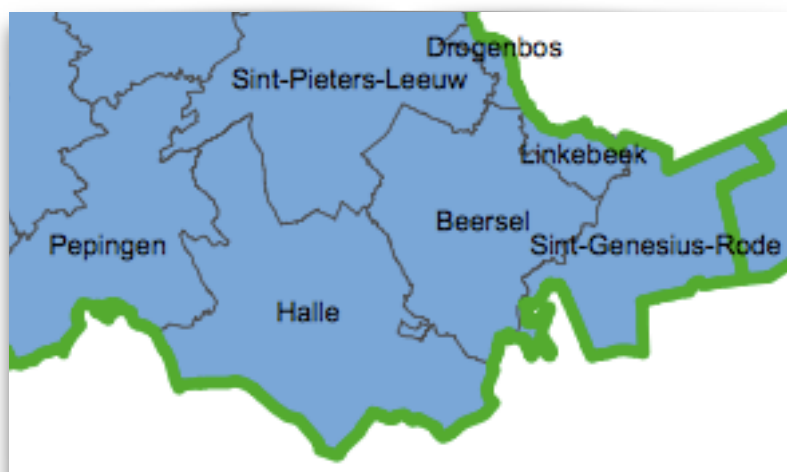 Drogenbos
Sint-Pieters-Leeuw
Linkebeek
Beersel
Pepingen
Sint-Genesius-Rode
Halle